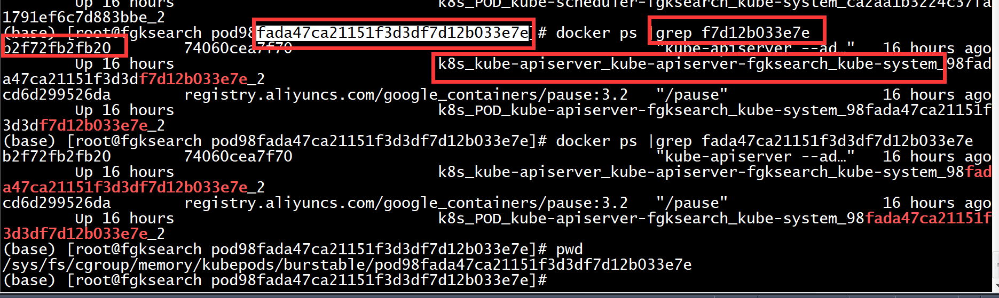 Up 16 hours k8s_POD_kube-scheduler-fgksearch_kube-system_ca2aa1b3224c37fa
1791ef6c7d883bbe_2
(base) [root@fgksearch pod98fada47ca21151f3d3df7d12b033e7e]# docker ps |grep f7d12b033e7e
b2f72fb2fb20 74060cea7f70 "kube-apiserver --ad…" 16 hours ago
Up 16 hours k8s_kube-apiserver_kube-apiserver-fgksearch_kube-system_98fad
a47ca21151f3d3df7d12b033e7e_2
cd6d299526da registry.aliyuncs.com/google_containers/pause:3.2 "/pause" 16 hours ago
Up 16 hours k8s_POD_kube-apiserver-fgksearch_kube-system_98fada47ca21151f
3d3df7d12b033e7e_2
(base) [root@fgksearch pod98fada47ca21151f3d3df7d12b033e7e]# docker ps |grep fada47ca21151f3d3df7d12b033e7e
b2f72fb2fb20 74060cea7f70 "kube-apiserver --ad…" 16 hours ago
Up 16 hours k8s_kube-apiserver_kube-apiserver-fgksearch_kube-system_98fad
a47ca21151f3d3df7d12b033e7e_2
cd6d299526da registry.aliyuncs.com/google_containers/pause:3.2 "/pause" 16 hours ago
Up 16 hours k8s_POD_kube-apiserver-fgksearch_kube-system_98fada47ca21151f
3d3df7d12b033e7e_2
(base) [root@fgksearch pod98fada47ca21151f3d3df7d12b033e7e]# pwd
/sys/fs/cgroup/memory/kubepods/burstable/pod98fada47ca21151f3d3df7d12b033e7e
(base) [root@fgksearch pod98fada47ca21151f3d3df7d12b033e7e]#